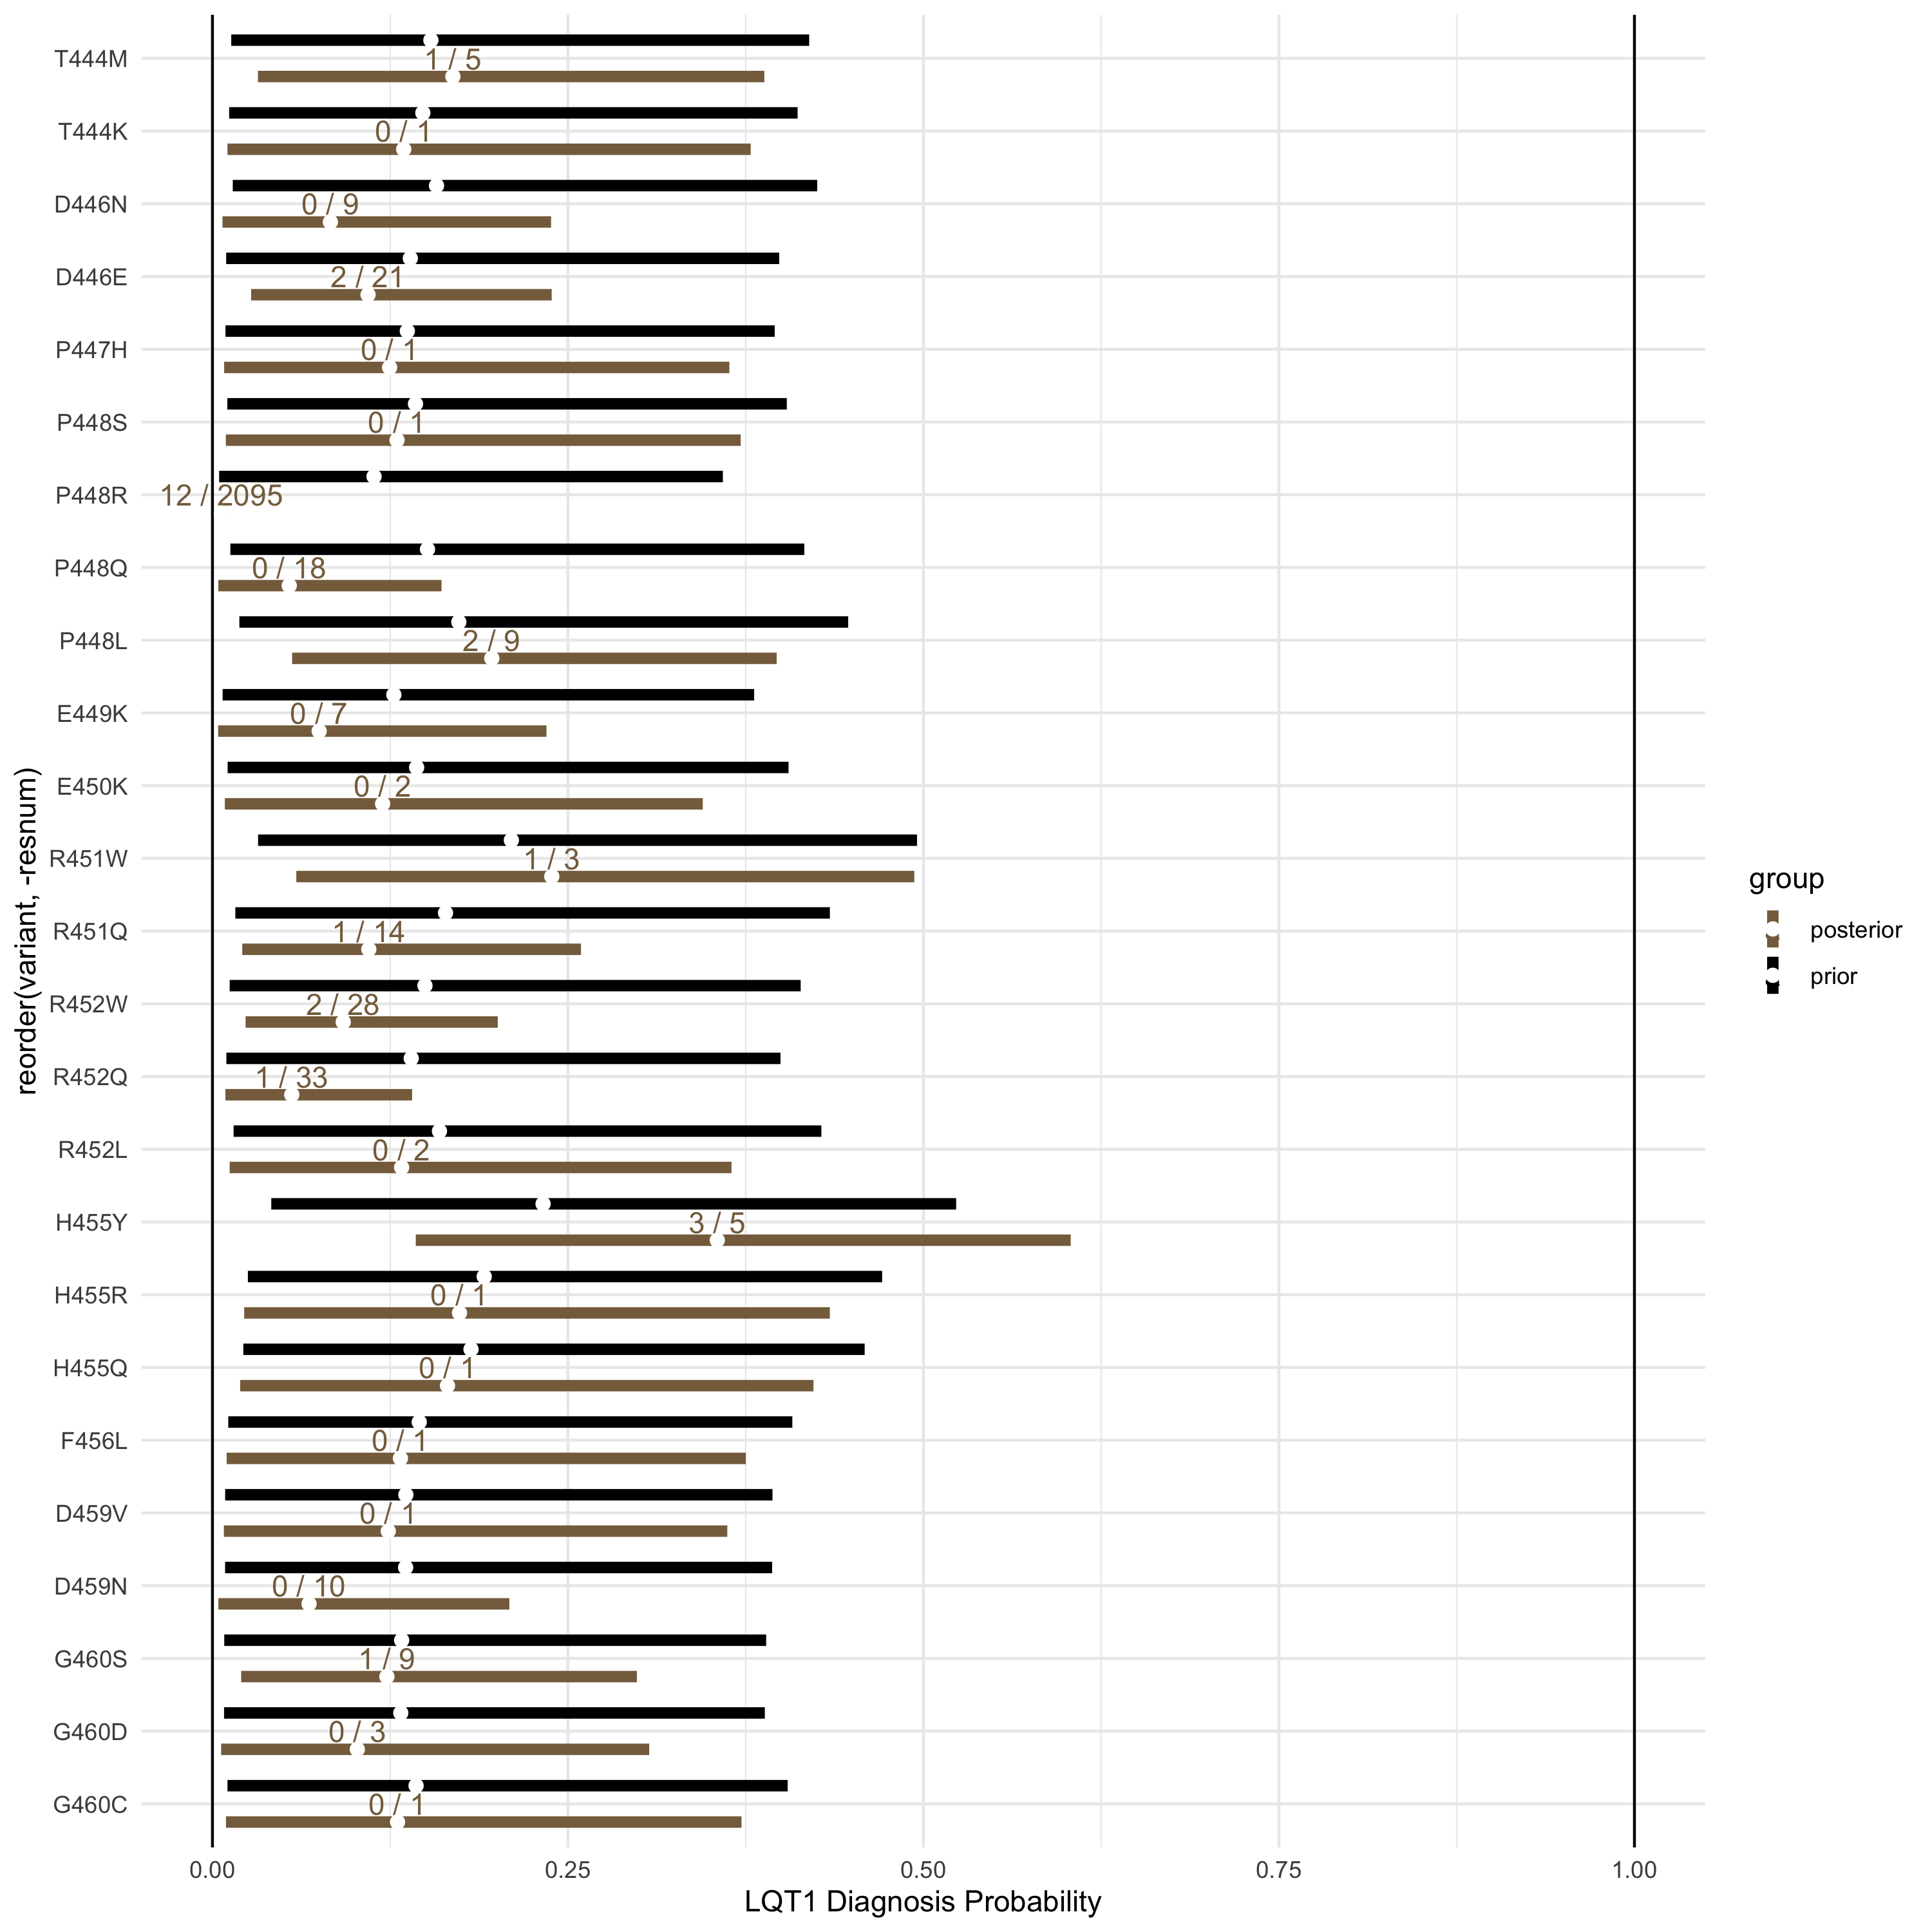 T444M
1 / 5
T444K
0 / 1
D446N
0 / 9
D446E
2 / 21
P447H
0 / 1
P448S
0 / 1
P448R
12 / 2095
P448Q
0 / 18
P448L
2 / 9
E449K
0 / 7
E450K
0 / 2
R451W
1 / 3
R451Q
1 / 14
R452W
2 / 28
R452Q
1 / 33
R452L
0 / 2
H455Y
3 / 5
H455R
0 / 1
H455Q
0 / 1
F456L
0 / 1
D459V
0 / 1
D459N
0 / 10
G460S
1 / 9
G460D
0 / 3
G460C
0 / 1
reorder(variant, -resnum)
0.00 0.25 0.50 0.75 1.00
LQT1 Diagnosis Probability
group
posterior
prior